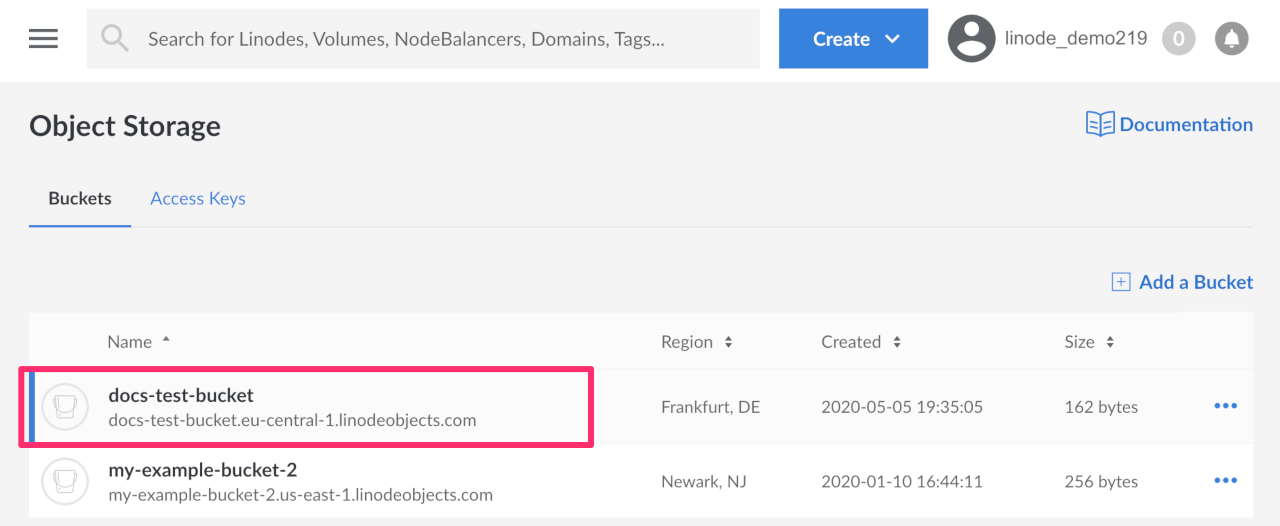 Search for Linodes, Volumes, NodeBalancers, Domains, Tags... Create linode_demo219 0
Object Storage Documentation
Buckets Access Keys
Add a Bucket
Name Region Created Size
docs-test-bucket
docs-test-bucket.eu-central-1.linodeobjects.com Frankfurt, DE 2020-05-05 19:35:05 162 bytes
my-example-bucket-2
my-example-bucket-2.us-east-1.linodeobjects.com Newark, NJ 2020-01-10 16:44:11 256 bytes